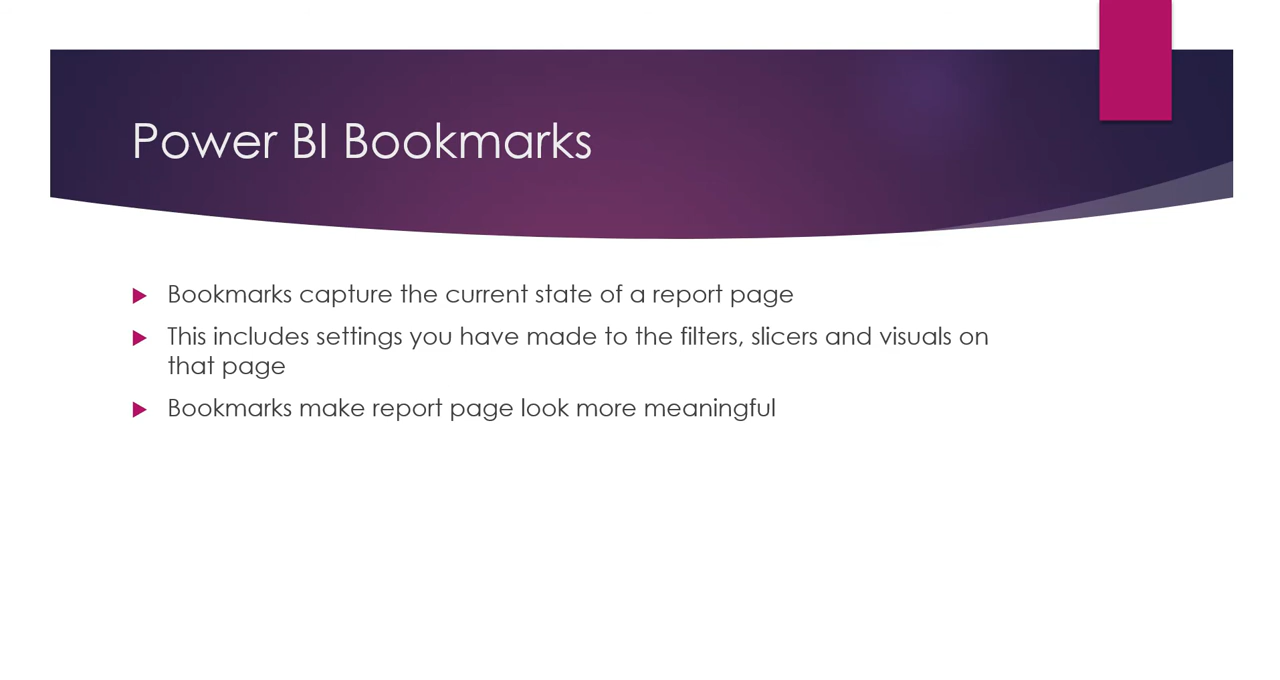 Power BI Bookmarks
Bookmarks capture the current state of a report page
This includes settings you have made to the filters, slicers and visuals on
that page
Bookmarks make report page look more meaningful